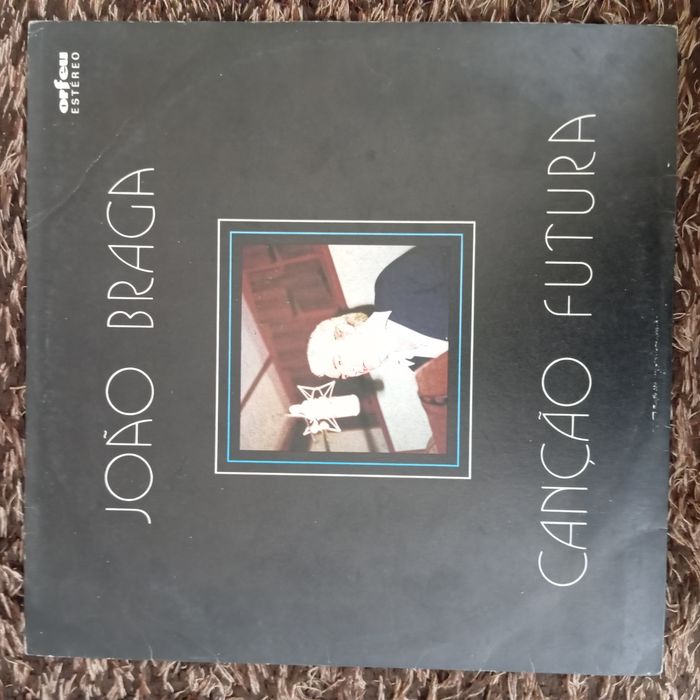 orfeu
ESTÉREO
JOÃO BRAGA
CANÇÃO FUTURA